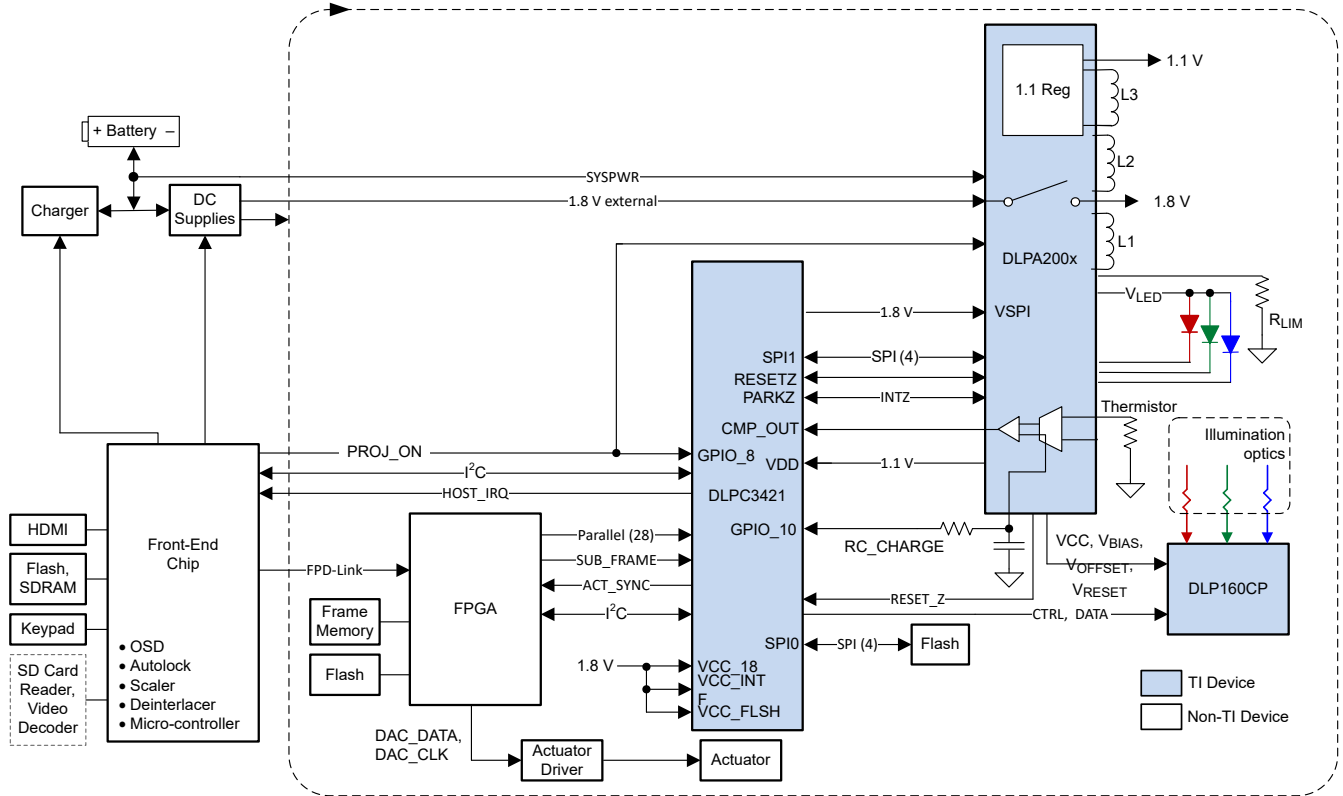 1.1 V
1.1 Reg
L3
+ Battery –
L2
SYSPWR
Charger
DC
Supplies
1.8 V external
1.8 V
L1
DLPA200x
VLED
RLIM
1.8 V
VSPI
SPI1
SPI (4)
RESETZ
PARKZ
INTZ
Thermistor
CMP_OUT
Illumination
optics
PROJ_ON
GPIO_8
VDD
1.1 V
I2C
HOST_IRQ
DLPC3421
HDMI
Front-End
Chip
Parallel (28)
GPIO_10
RC_CHARGE
VCC, VBIAS,
VOFFSET,
VRESET
SUB_FRAME
Flash,
SDRAM
FPD-Link
ACT_SYNC
DLP160CP
FPGA
RESET_Z
Frame
Memory
I2C
CTRL, DATA
Keypad
SPI0
SPI (4)
Flash
• OSD
• Autolock
• Scaler
• Deinterlacer
• Micro-controller
SD Card
Reader,
Video
Decoder
Flash
1.8 V
VCC_18
VCC_INT
F
VCC_FLSH
TI Device
Non-TI Device
DAC_DATA,
DAC_CLK
Actuator
Driver
Actuator